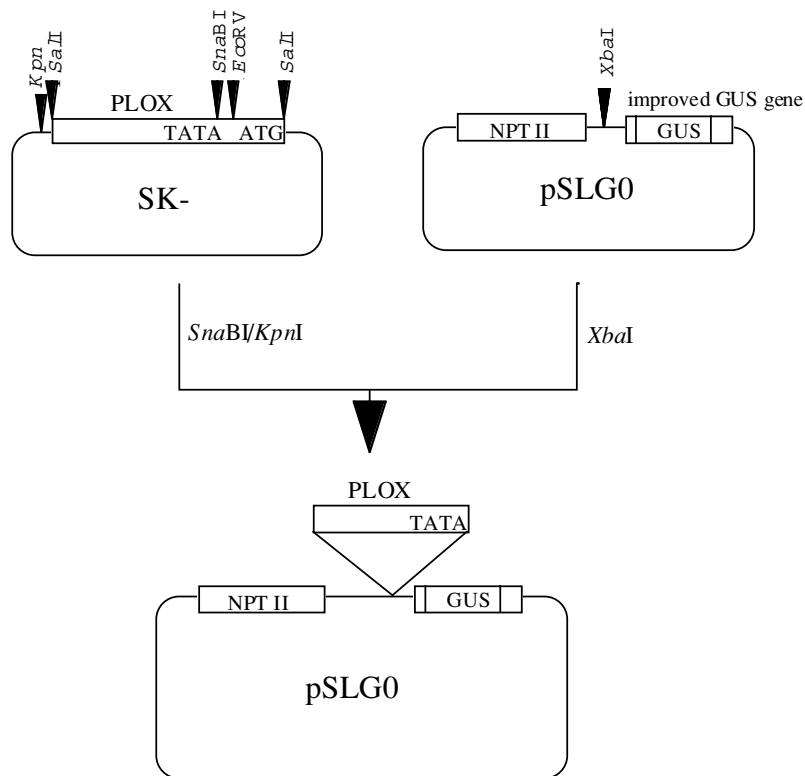 Kpn
SalI
SnaBI
EcoRV
SalI
PLOX
TATA ATG
SK-
XbaI
improved GUS gene
NPT II
GUS
pSLG0
SnaBI/KpnI
XbaI
PLOX
TATA
NPT II
GUS
pSLG0